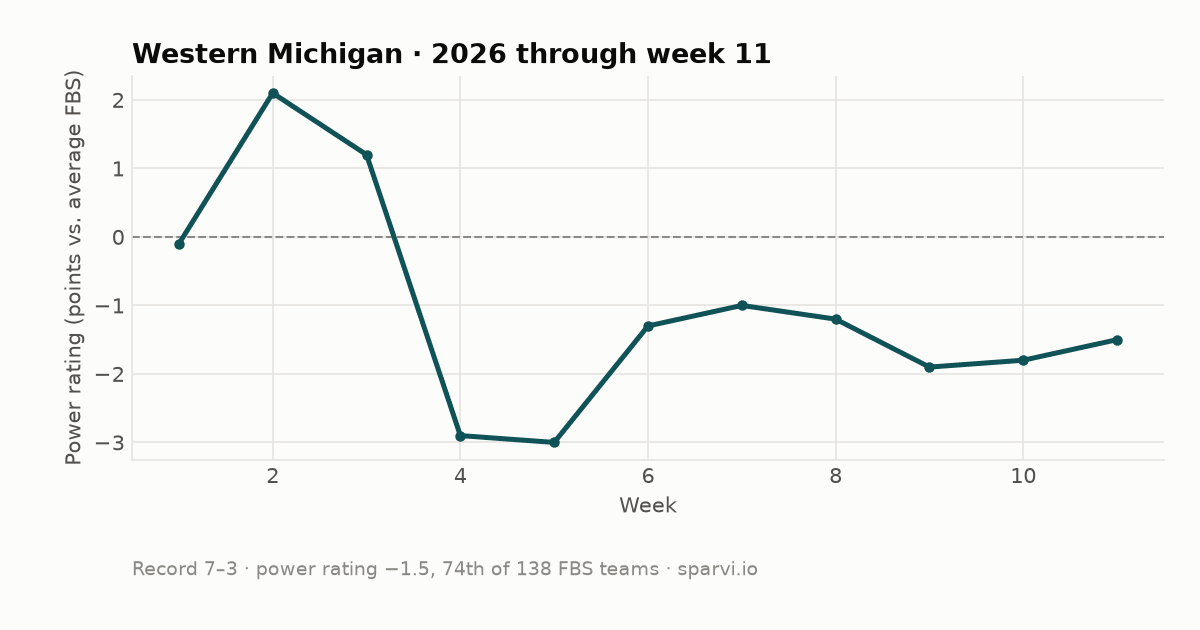 Western Michigan · 2026 through week 11
Power rating (points vs. average FBS)
2
1
0
−1
−2
−3
2 4 6 8 10
Week
Record 7–3 · power rating −1.5, 74th of 138 FBS teams · sparvi.io